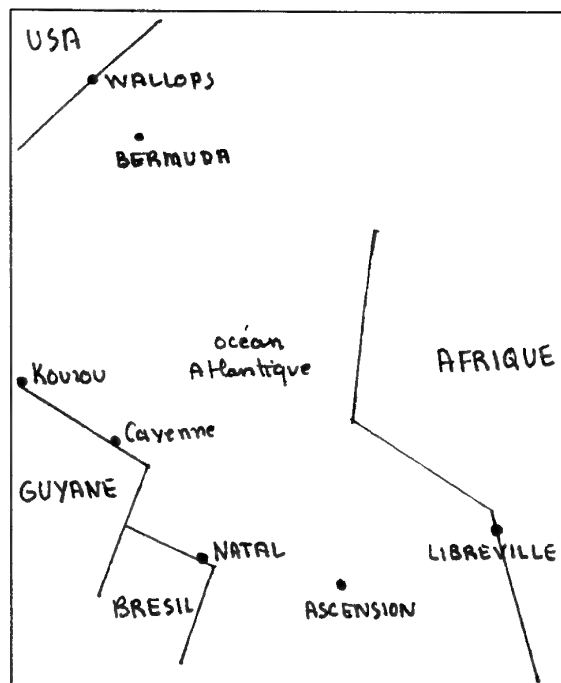 USA
WALLOPS
BERMUDA
océan
Atlantique
AFRIQUE
Kourou
Cayenne
GUYANE
NATAL
LIBREVILLE
BRESIL
ASCENSION